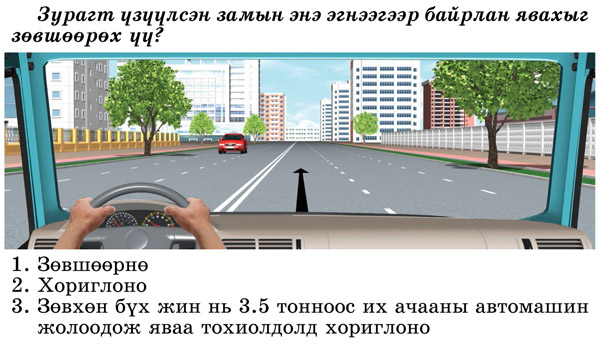 Зурагт үзүүлсэн замын энэ эгнээгээр байрлан явахыг
зөвшөөрөх үү?
1. Зөвшөөрнө
2. Хориглоно
3. Зөвхөн бүх жин нь 3.5 тонноос их ачааны автомашин
жолоодож яваа тохиолдолд хориглоно